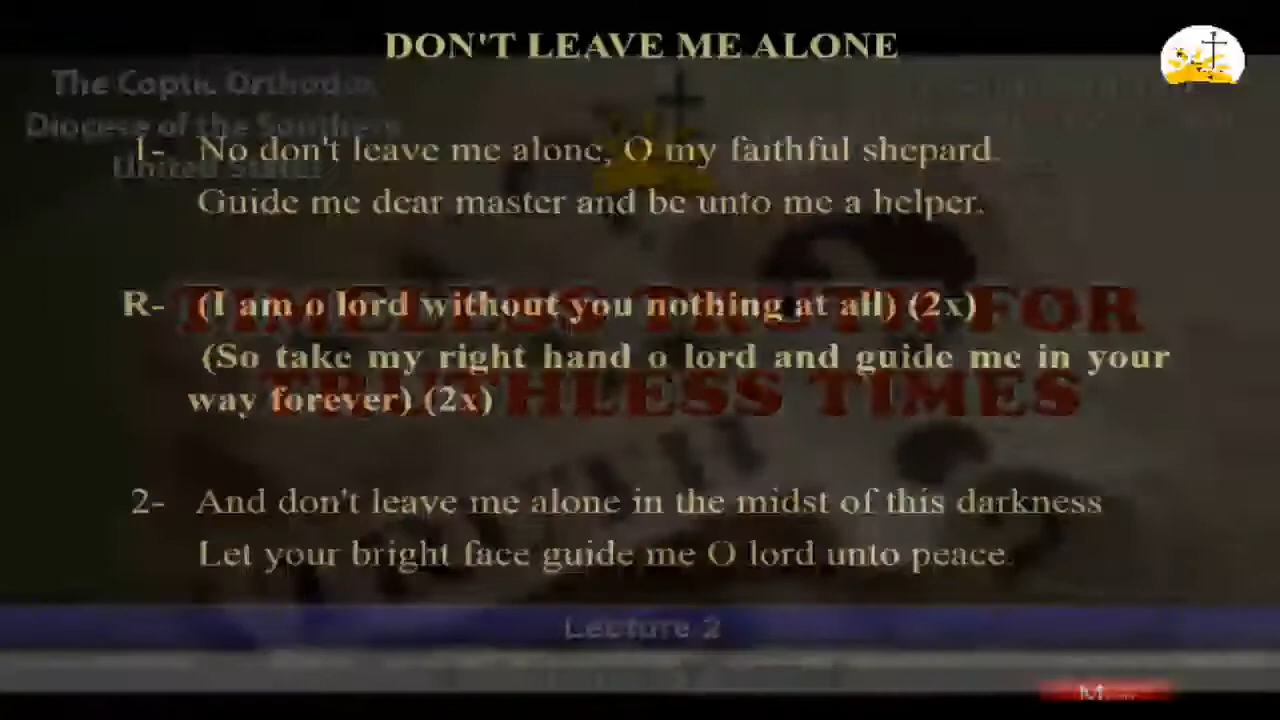 DON'T LEAVE ME ALONE
The Coptic Orthodox
Diocese of the Southern
United States
1- No don't leave me alone, O my faithful shepard.
Guide me dear master and be unto me a helper.
R- (I am o lord without you nothing at all) (2x)
(So take my right hand o lord and guide me in your
way forever) (2x)
TIMELESS TRUTH FOR
TRUTHLESS TIMES
2- And don't leave me alone in the midst of this darkness
Let your bright face guide me O lord unto peace.
Lecture 2